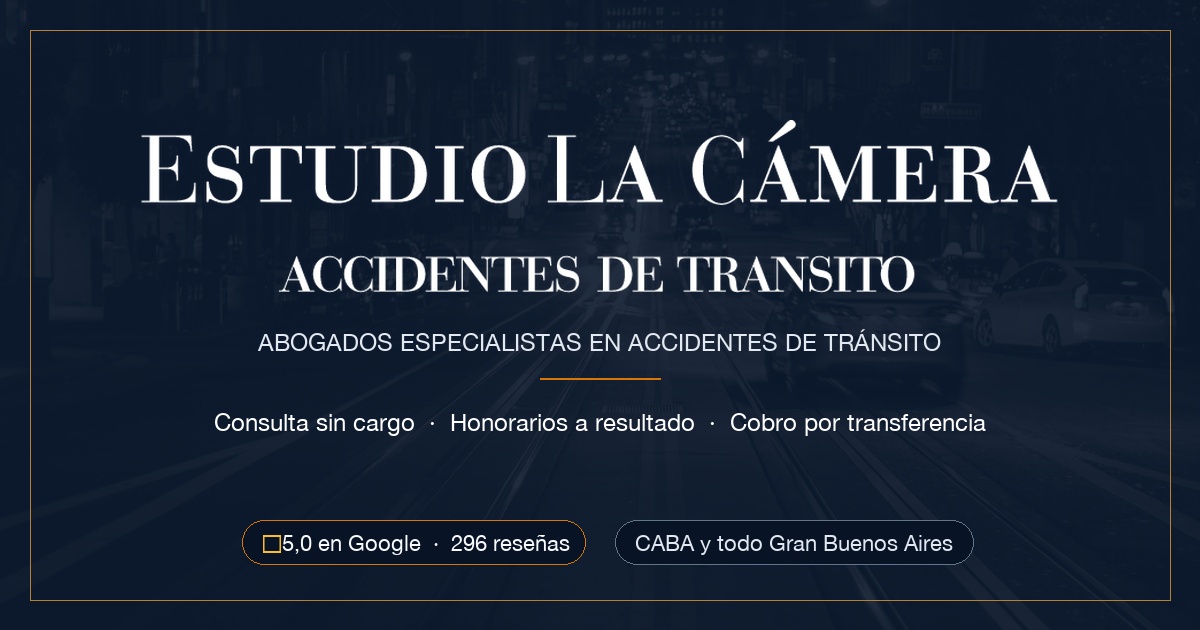 ESTUDIO LA CÁMERA
ACCIDENTES DE TRANSITO
ABOGADOS ESPECIALISTAS EN ACCIDENTES DE TRÁNSITO
Consulta sin cargo · Honorarios a resultado · Cobro por transferencia
□5,0 en Google · 296 reseñas
CABA y todo Gran Buenos Aires